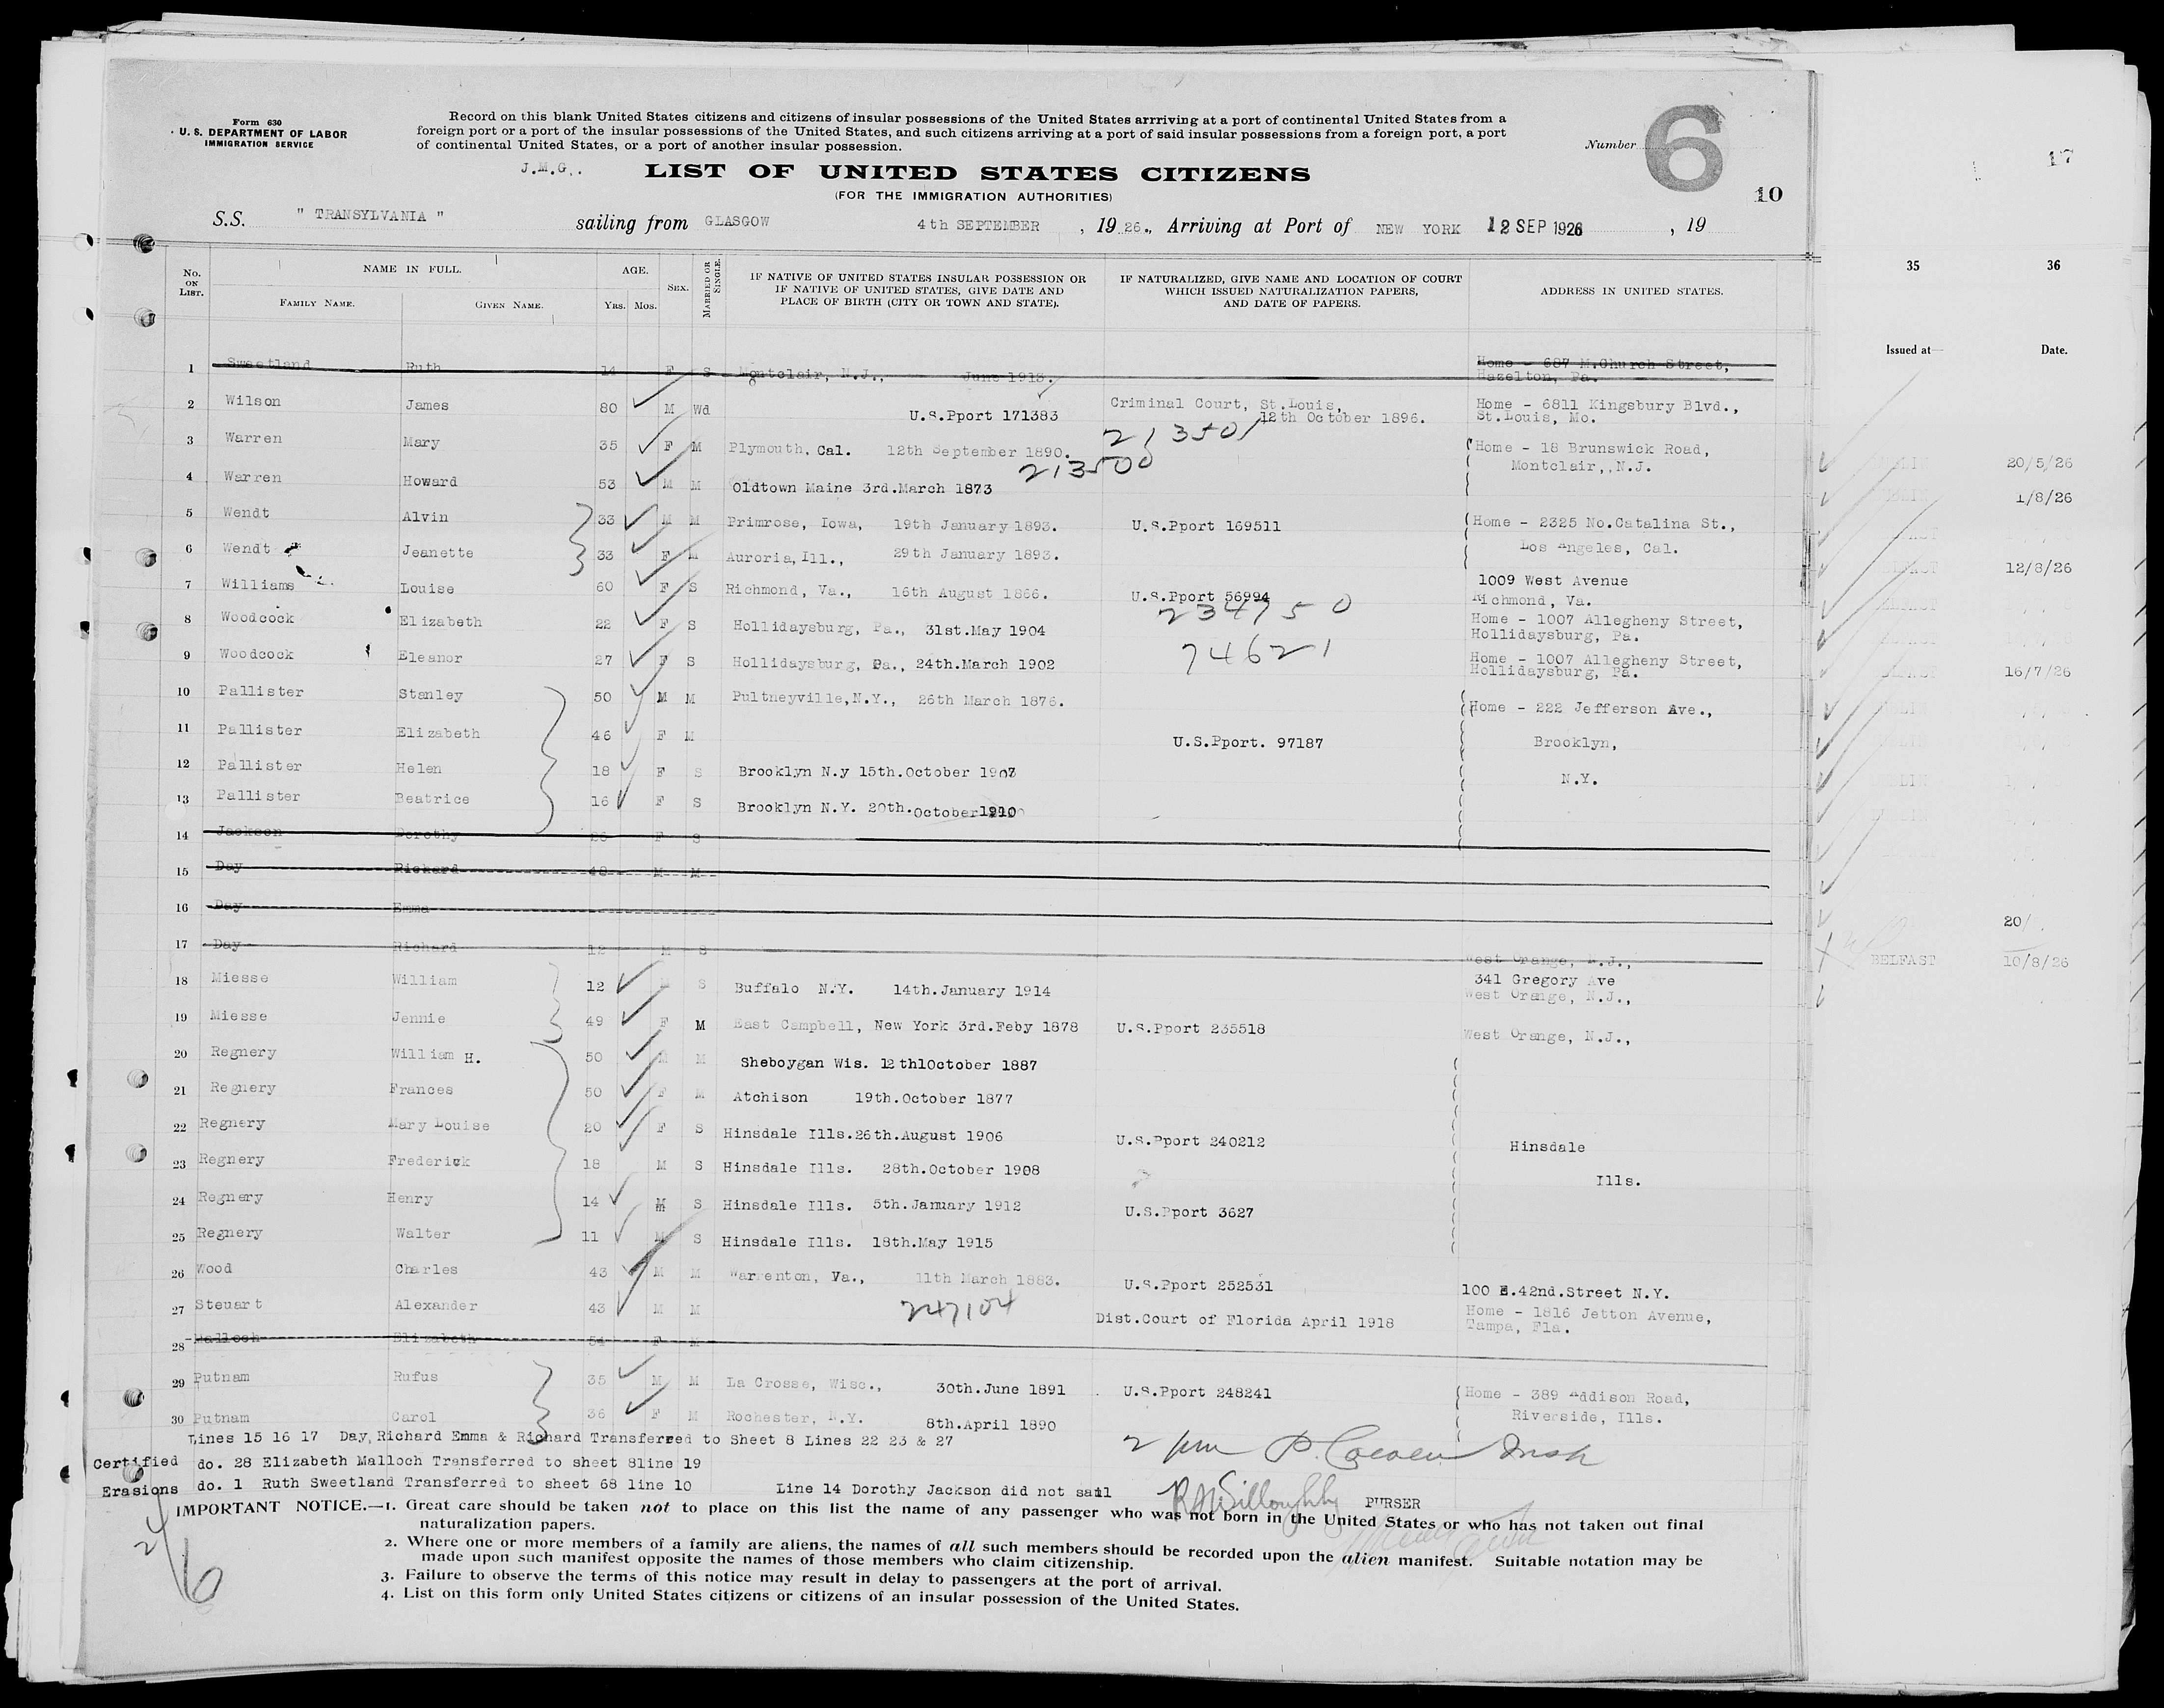 Form 630
U. S. DEPARTMENT OF LABOR
IMMIGRATION SERVICE
Record on this blank United States citizens and citizens of insular possessions of the United States arrriving at a port of continental United States from a
foreign port or a port of the insular possessions of the United States, and such citizens arriving at a port of said insular possessions from a foreign port, a port
of continental United States, or a port of another insular possession.
Number 6
17
J.M.G..
LIST OF UNITED STATES CITIZENS
(FOR THE IMMIGRATION AUTHORITIES)
10
S.S. " TRANSYLVANIA " sailing from GLASGOW 4th SEPTEMBER , 19 26., Arriving at Port of NEW YORK 12 SEP 1926 , 19
No. ON LIST. NAME IN FULL. FAMILY NAME. GIVEN NAME. AGE. Yrs. Mos. SEX. MARRIED OR SINGLE.
IF NATIVE OF UNITED STATES INSULAR POSSESSION OR
IF NATIVE OF UNITED STATES, GIVE DATE AND
PLACE OF BIRTH (CITY OR TOWN AND STATE).
IF NATURALIZED, GIVE NAME AND LOCATION OF COURT
WHICH ISSUED NATURALIZATION PAPERS,
AND DATE OF PAPERS.
ADDRESS IN UNITED STATES.
35 36
Issued at— Date.
1 Sweetland Ruth 14 F S Montclair, N.J., June 1913. Home - 687 M.Church Street,
Hazelton, Pa.
2 Wilson James 80 M Wd U.S.Pport 171383 Criminal Court, St.Louis, Home - 6811 Kingsbury Blvd.,
12th October 1896. St.Louis, Mo.
213501
3 Warren Mary 35 F M Plymouth, Cal. 12th September 1890. Home - 18 Brunswick Road,
213500 Montclair,,N.J. 20/5/26
4 Warren Howard 53 M M Oldtown Maine 3rd.March 1873 1/8/26
5 Wendt Alvin 33 M M Primrose, Iowa, 19th January 1893. U.S.Pport 169511 Home - 2325 No.Catalina St.,
6 Wendt Jeanette 33 F M Auroria, Ill., 29th January 1893. Los Angeles, Cal.
12/8/26
7 Williams Louise 60 F S Richmond, Va., 16th August 1866. U.S.Pport 56994 1009 West Avenue
Richmond, Va.
234750
8 Woodcock Elizabeth 22 F S Hollidaysburg, Pa., 31st.May 1904 Home - 1007 Allegheny Street,
Hollidaysburg, Pa.
9 Woodcock Eleanor 27 F S Hollidaysburg, Pa., 24th.March 1902 74621 Home - 1007 Allegheny Street,
Hollidaysburg, Pa. 16/7/26
10 Pallister Stanley 50 M M Pultneyville,N.Y., 26th March 1876. Home - 222 Jefferson Ave.,
11 Pallister Elizabeth 46 F M U.S.Pport. 97187 Brooklyn,
12 Pallister Helen 18 F S Brooklyn N.y 15th.October 1907 N.Y.
13 Pallister Beatrice 16 F S Brooklyn N.Y. 20th.October 1910
14 Jackson Dorothy 26 F S
15 Day Richard 48 M M
16 Day Emma
20/
17 Day Richard 12 M S West Orange, N.J.,
BELFAST 10/8/26
18 Miesse William 12 S Buffalo N.Y. 14th.January 1914 341 Gregory Ave
West Orange, N.J.,
19 Miesse Jennie 49 F M East Campbell, New York 3rd.Feby 1878 U.S.Pport 235518 West Orange, N.J.,
20 Regnery William H. 50 M M Sheboygan Wis. 12th1October 1887
21 Regnery Frances 50 F M Atchison 19th.October 1877
22 Regnery Mary Louise 20 F S Hinsdale Ills.26th.August 1906 U.S.Pport 240212 Hinsdale
23 Regnery Frederick 18 M S Hinsdale Ills. 28th.October 1908 Ills.
24 Regnery Henry 14 M S Hinsdale Ills. 5th.January 1912 U.S.Pport 3627
25 Regnery Walter 11 M S Hinsdale Ills. 18th.May 1915
26 Wood Charles 43 M M Warrenton, Va., 11th March 1883. U.S.Pport 252531 100 E.42nd.Street N.Y.
27 Steuart Alexander 43 M M 247104 Dist.Court of Florida April 1918 Home - 1816 Jetton Avenue,
Tampa, Fla.
28 Malloch Elizabeth 54 F M
29 Putnam Rufus 35 M M La Crosse, Wisc., 30th.June 1891 U.S.Pport 248241 Home - 389 Addison Road,
30 Putnam Carol 36 F M Rochester, N.Y. 8th.April 1890 Riverside, Ills.
Lines 15 16 17 Day,Richard Emma & Richard Transferred to Sheet 8 Lines 22 23 & 27
2 pm
Certified do. 28 Elizabeth Malloch Transferred to sheet 81ine 19
Erasions do. 1 Ruth Sweetland Transferred to sheet 68 line 10 Line 14 Dorothy Jackson did not sail
R Willoughby PURSER
IMPORTANT NOTICE.—1. Great care should be taken not to place on this list the name of any passenger who was not born in the United States or who has not taken out final
naturalization papers.
2. Where one or more members of a family are aliens, the names of all such members should be recorded upon the alien manifest. Suitable notation may be
made upon such manifest opposite the names of those members who claim citizenship.
3. Failure to observe the terms of this notice may result in delay to passengers at the port of arrival.
4. List on this form only United States citizens or citizens of an insular possession of the United States.
24
6